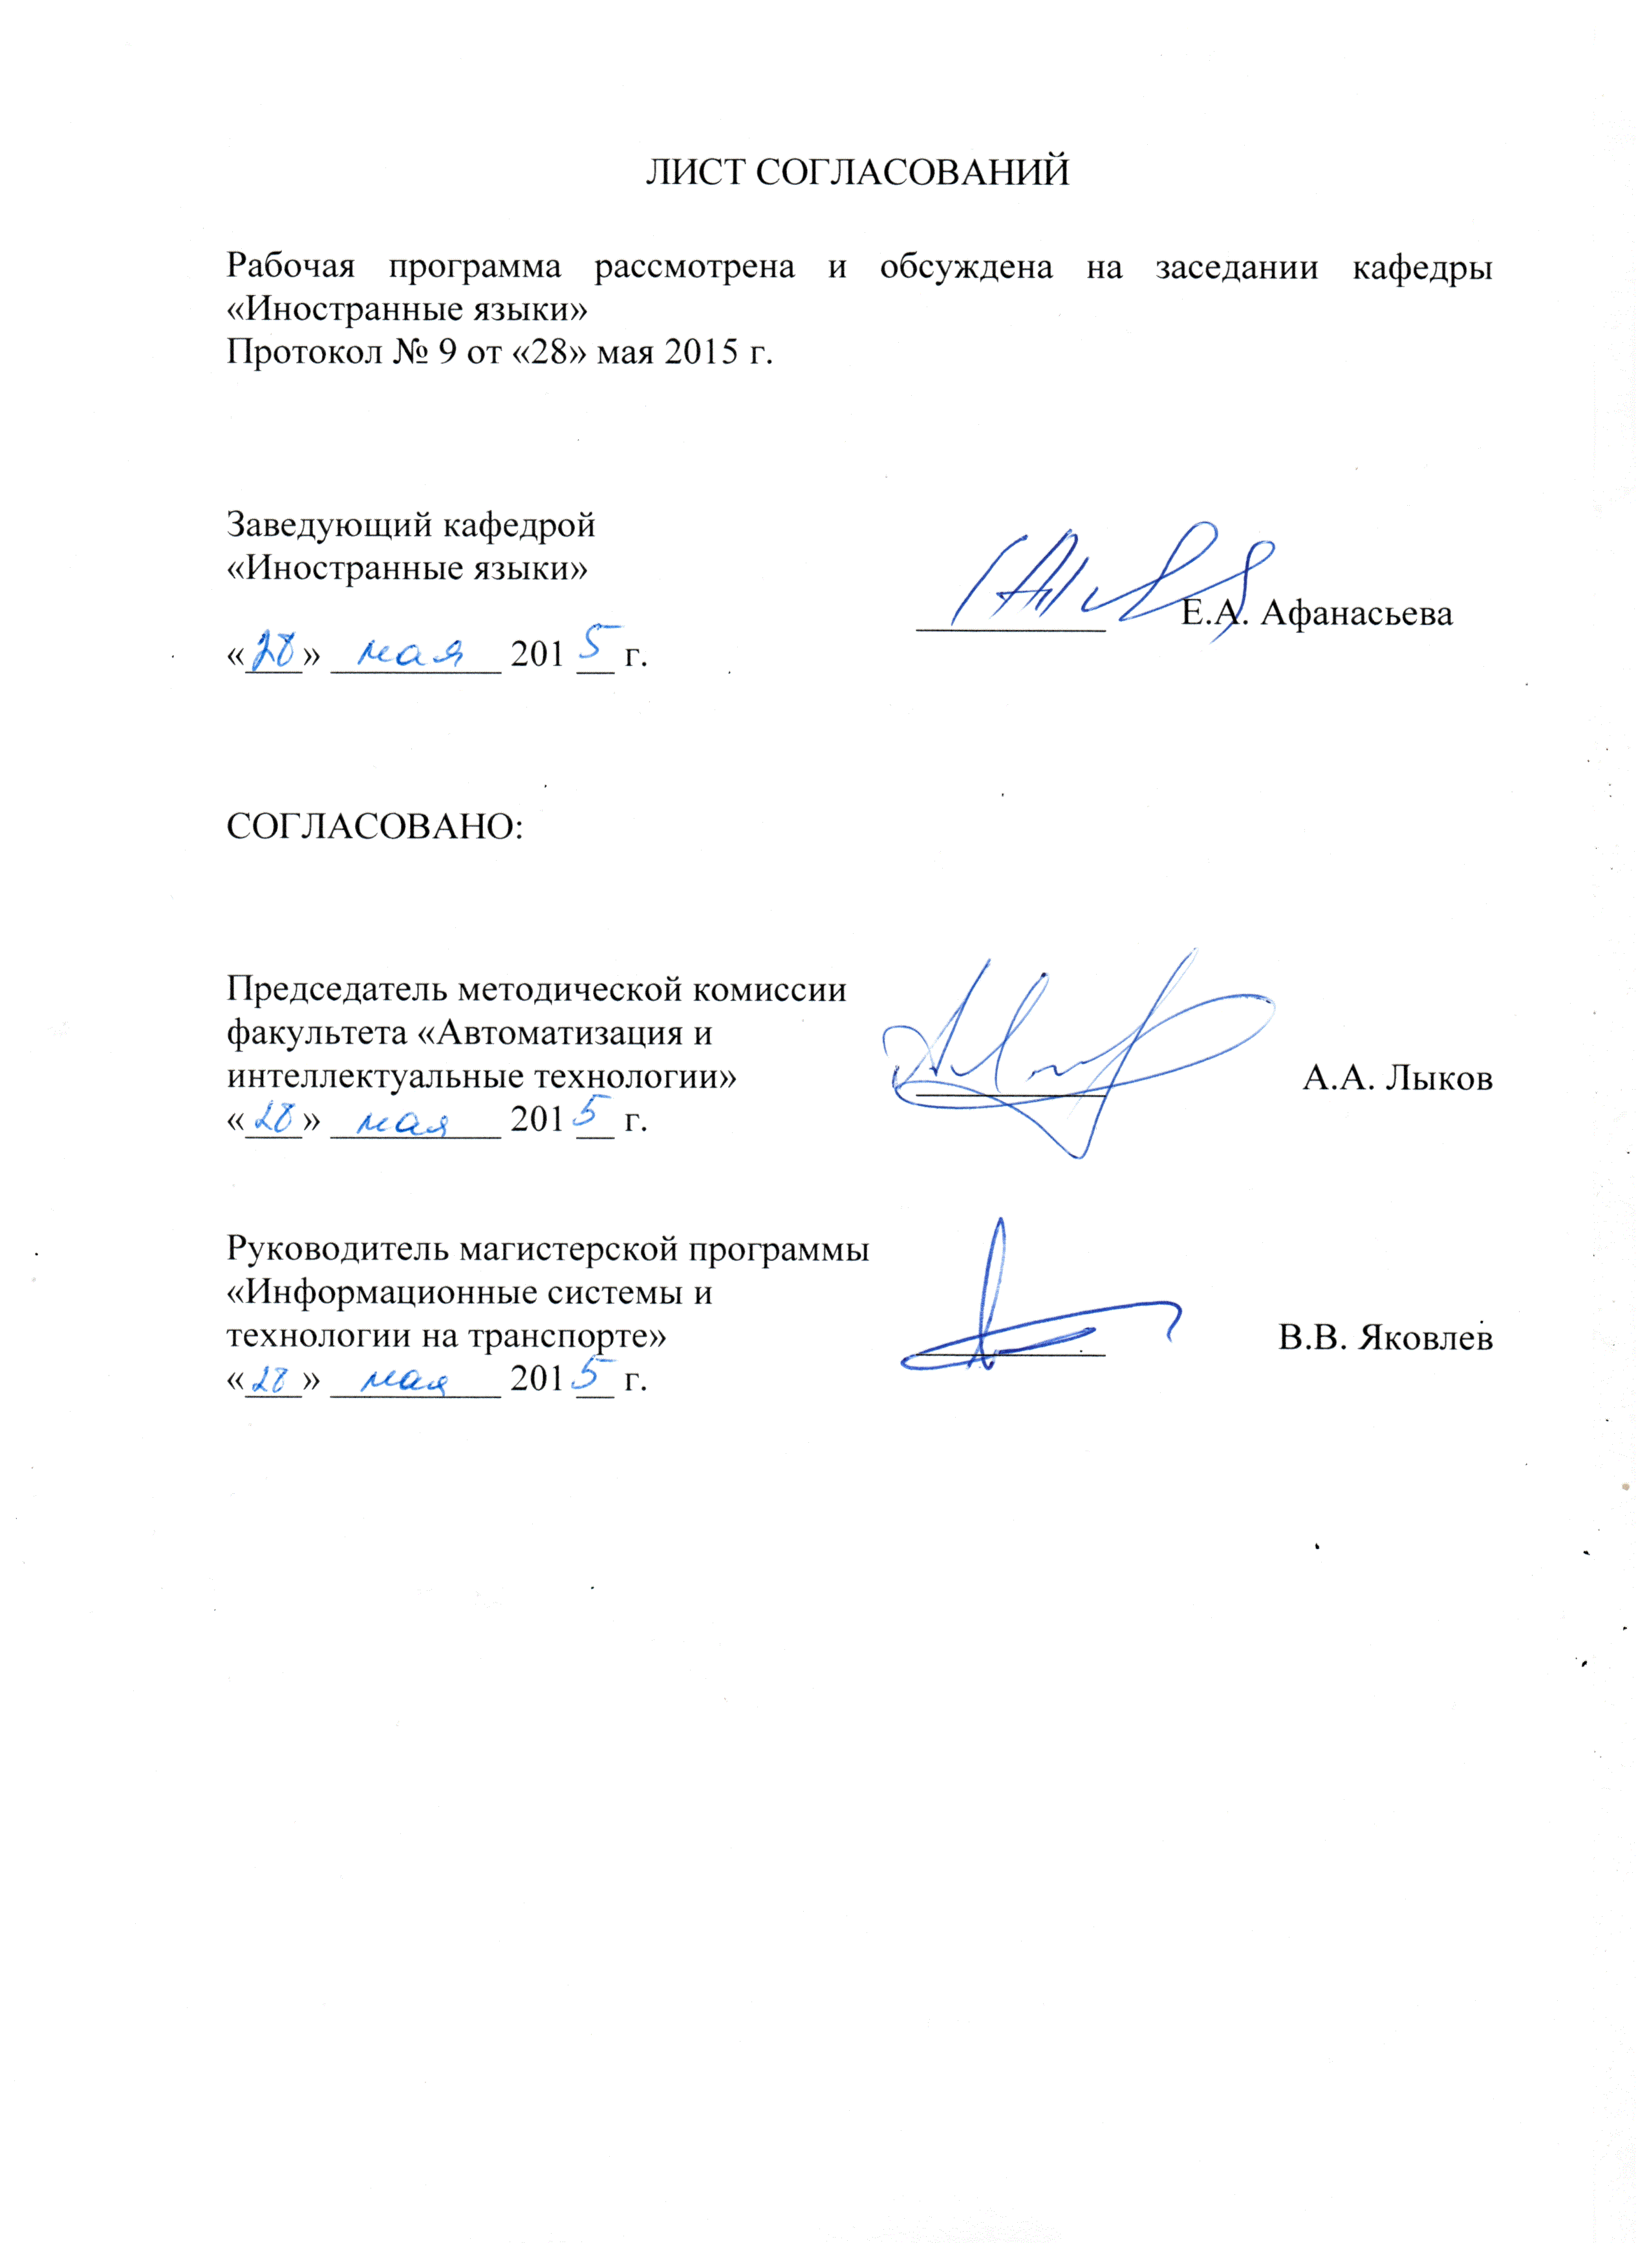 ЛИСТ СОГЛАСОВАНИЙ
Рабочая программа рассмотрена и обсуждена на заседании кафедры
«Иностранные языки»
Протокол № 9 от «28» мая 2015 г.
Заведующий кафедрой
«Иностранные языки»
Е.А. Афанасьева
«28» мая 2015 г.
СОГЛАСОВАНО:
Председатель методической комиссии
факультета «Автоматизация и
интеллектуальные технологии» А.А. Лыков
«28» мая 2015 г.
Руководитель магистерской программы
«Информационные системы и
технологии на транспорте» В.В. Яковлев
«28» мая 2015 г.